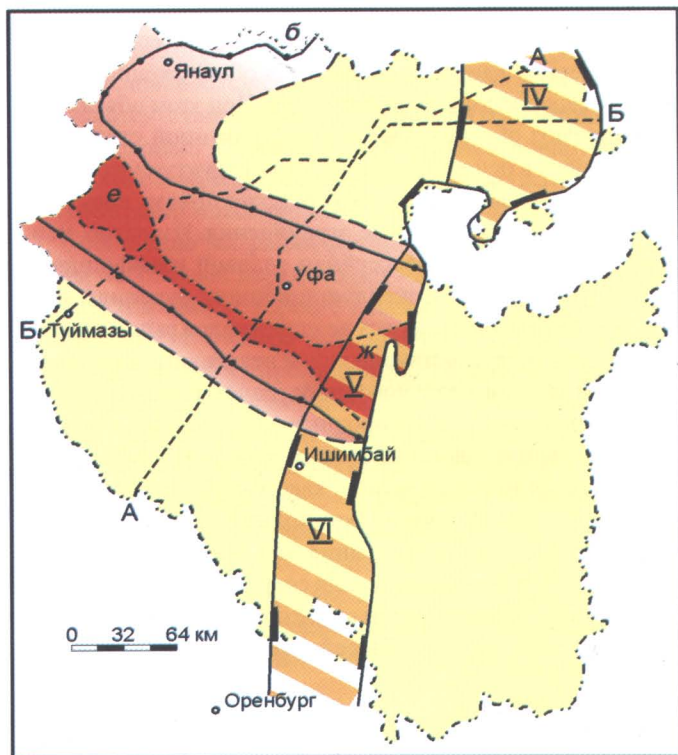 б
А
Янаул
IV
Б
е
Уфа
Б Туймазы
ж
V
Ишимбай
А
VI
0 32 64 км
Оренбург